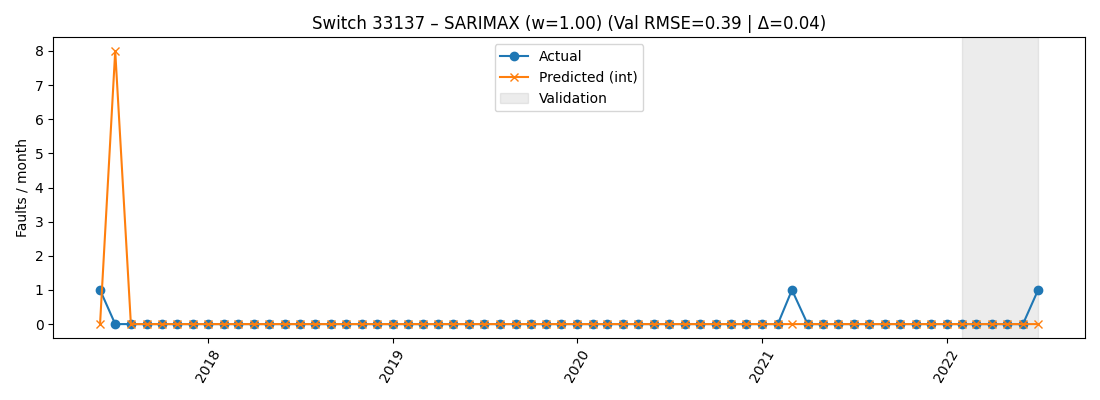 Switch 33137 – SARIMAX (w=1.00) (Val RMSE=0.39 | Δ=0.04)
Actual
Predicted (int)
Validation
Faults / month
8
7
6
5
4
3
2
1
0
2018
2019
2020
2021
2022